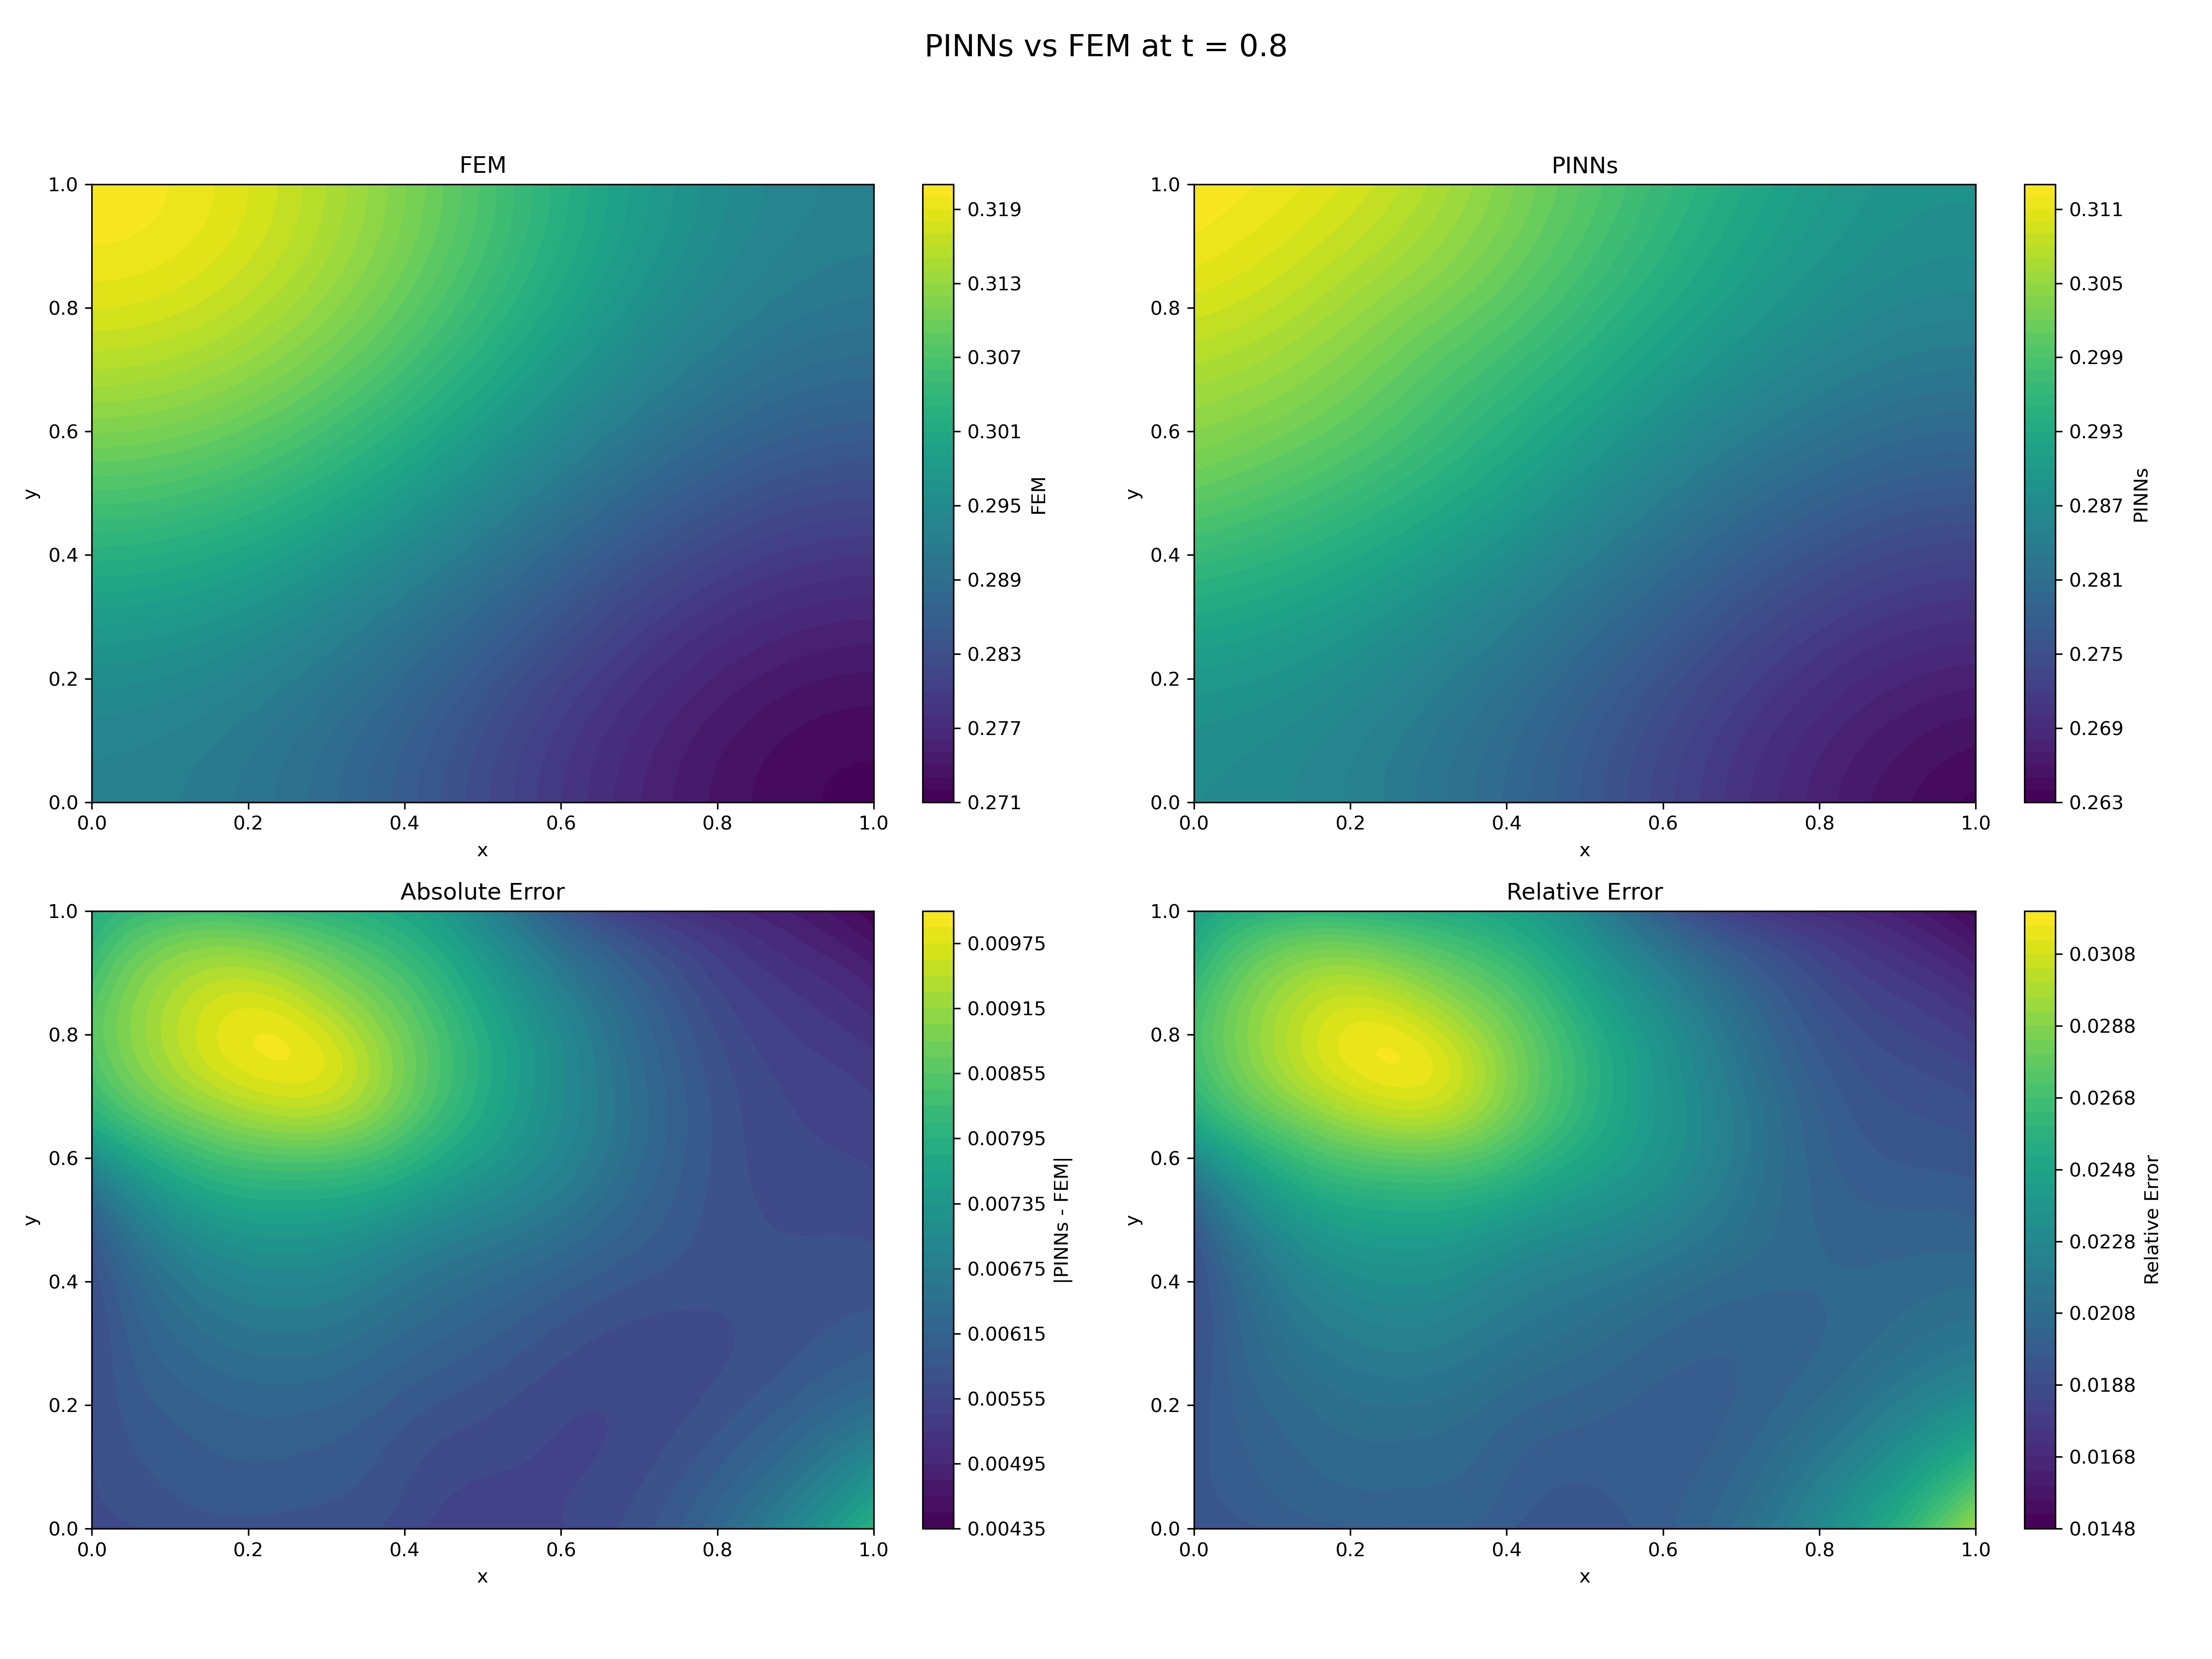 PINNs vs FEM at t = 0.8
FEM
1.0
0.8
0.6
0.4
0.2
0.0
y
0.0 0.2 0.4 0.6 0.8 1.0
x
0.319
0.313
0.307
0.301
0.295
0.289
0.283
0.277
0.271
FEM
PINNs
1.0
0.8
0.6
0.4
0.2
0.0
y
0.0 0.2 0.4 0.6 0.8 1.0
x
0.311
0.305
0.299
0.293
0.287
0.281
0.275
0.269
0.263
PINNs
Absolute Error
1.0
0.8
0.6
0.4
0.2
0.0
y
0.0 0.2 0.4 0.6 0.8 1.0
x
0.00975
0.00915
0.00855
0.00795
0.00735
0.00675
0.00615
0.00555
0.00495
0.00435
|PINNs - FEM|
Relative Error
1.0
0.8
0.6
0.4
0.2
0.0
y
0.0 0.2 0.4 0.6 0.8 1.0
x
0.0308
0.0288
0.0268
0.0248
0.0228
0.0208
0.0188
0.0168
0.0148
Relative Error